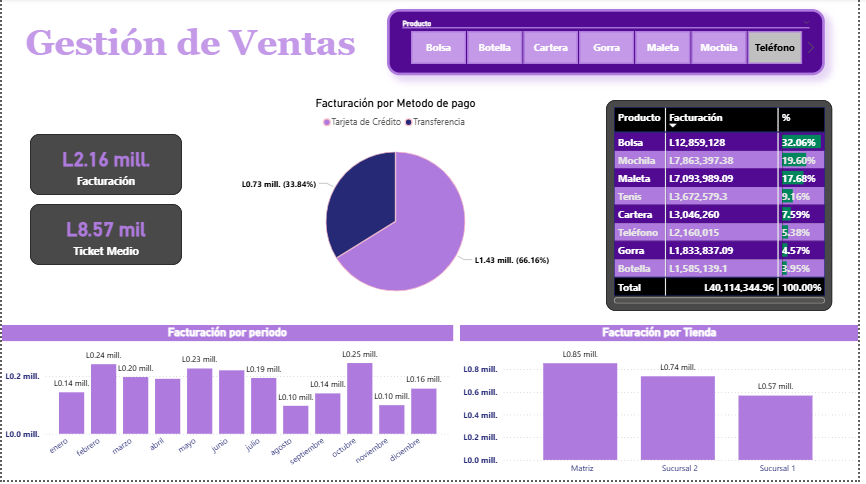 Gestión de Ventas
Producto
Bolsa Botella Cartera Gorra Maleta Mochila Teléfono
L2.16 mill.
Facturación
L8.57 mil
Ticket Medio
Facturación por Metodo de pago
Tarjeta de Crédito Transferencia
L0.73 mill. (33.84%)
L1.43 mill. (66.16%)
Producto Facturación %
Bolsa L12,859,128 32.06%
Mochila L7,863,397.38 19.60%
Maleta L7,093,989.09 17.68%
Tenis L3,672,579.3 9.16%
Cartera L3,046,260 7.59%
Teléfono L2,160,015 5.38%
Gorra L1,833,837.09 4.57%
Botella L1,585,139.1 3.95%
Total L40,114,344.96 100.00%
Facturación por periodo
L0.2 mill.
L0.0 mill.
L0.14 mill.
L0.24 mill.
L0.20 mill.
L0.23 mill.
L0.19 mill.
L0.10 mill.
L0.14 mill.
L0.25 mill.
L0.10 mill.
L0.16 mill.
enero febrero marzo abril mayo junio julio agosto septiembre octubre noviembre diciembre
Facturación por Tienda
L0.8 mill.
L0.6 mill.
L0.4 mill.
L0.2 mill.
L0.0 mill.
L0.85 mill.
L0.74 mill.
L0.57 mill.
Matriz Sucursal 2 Sucursal 1